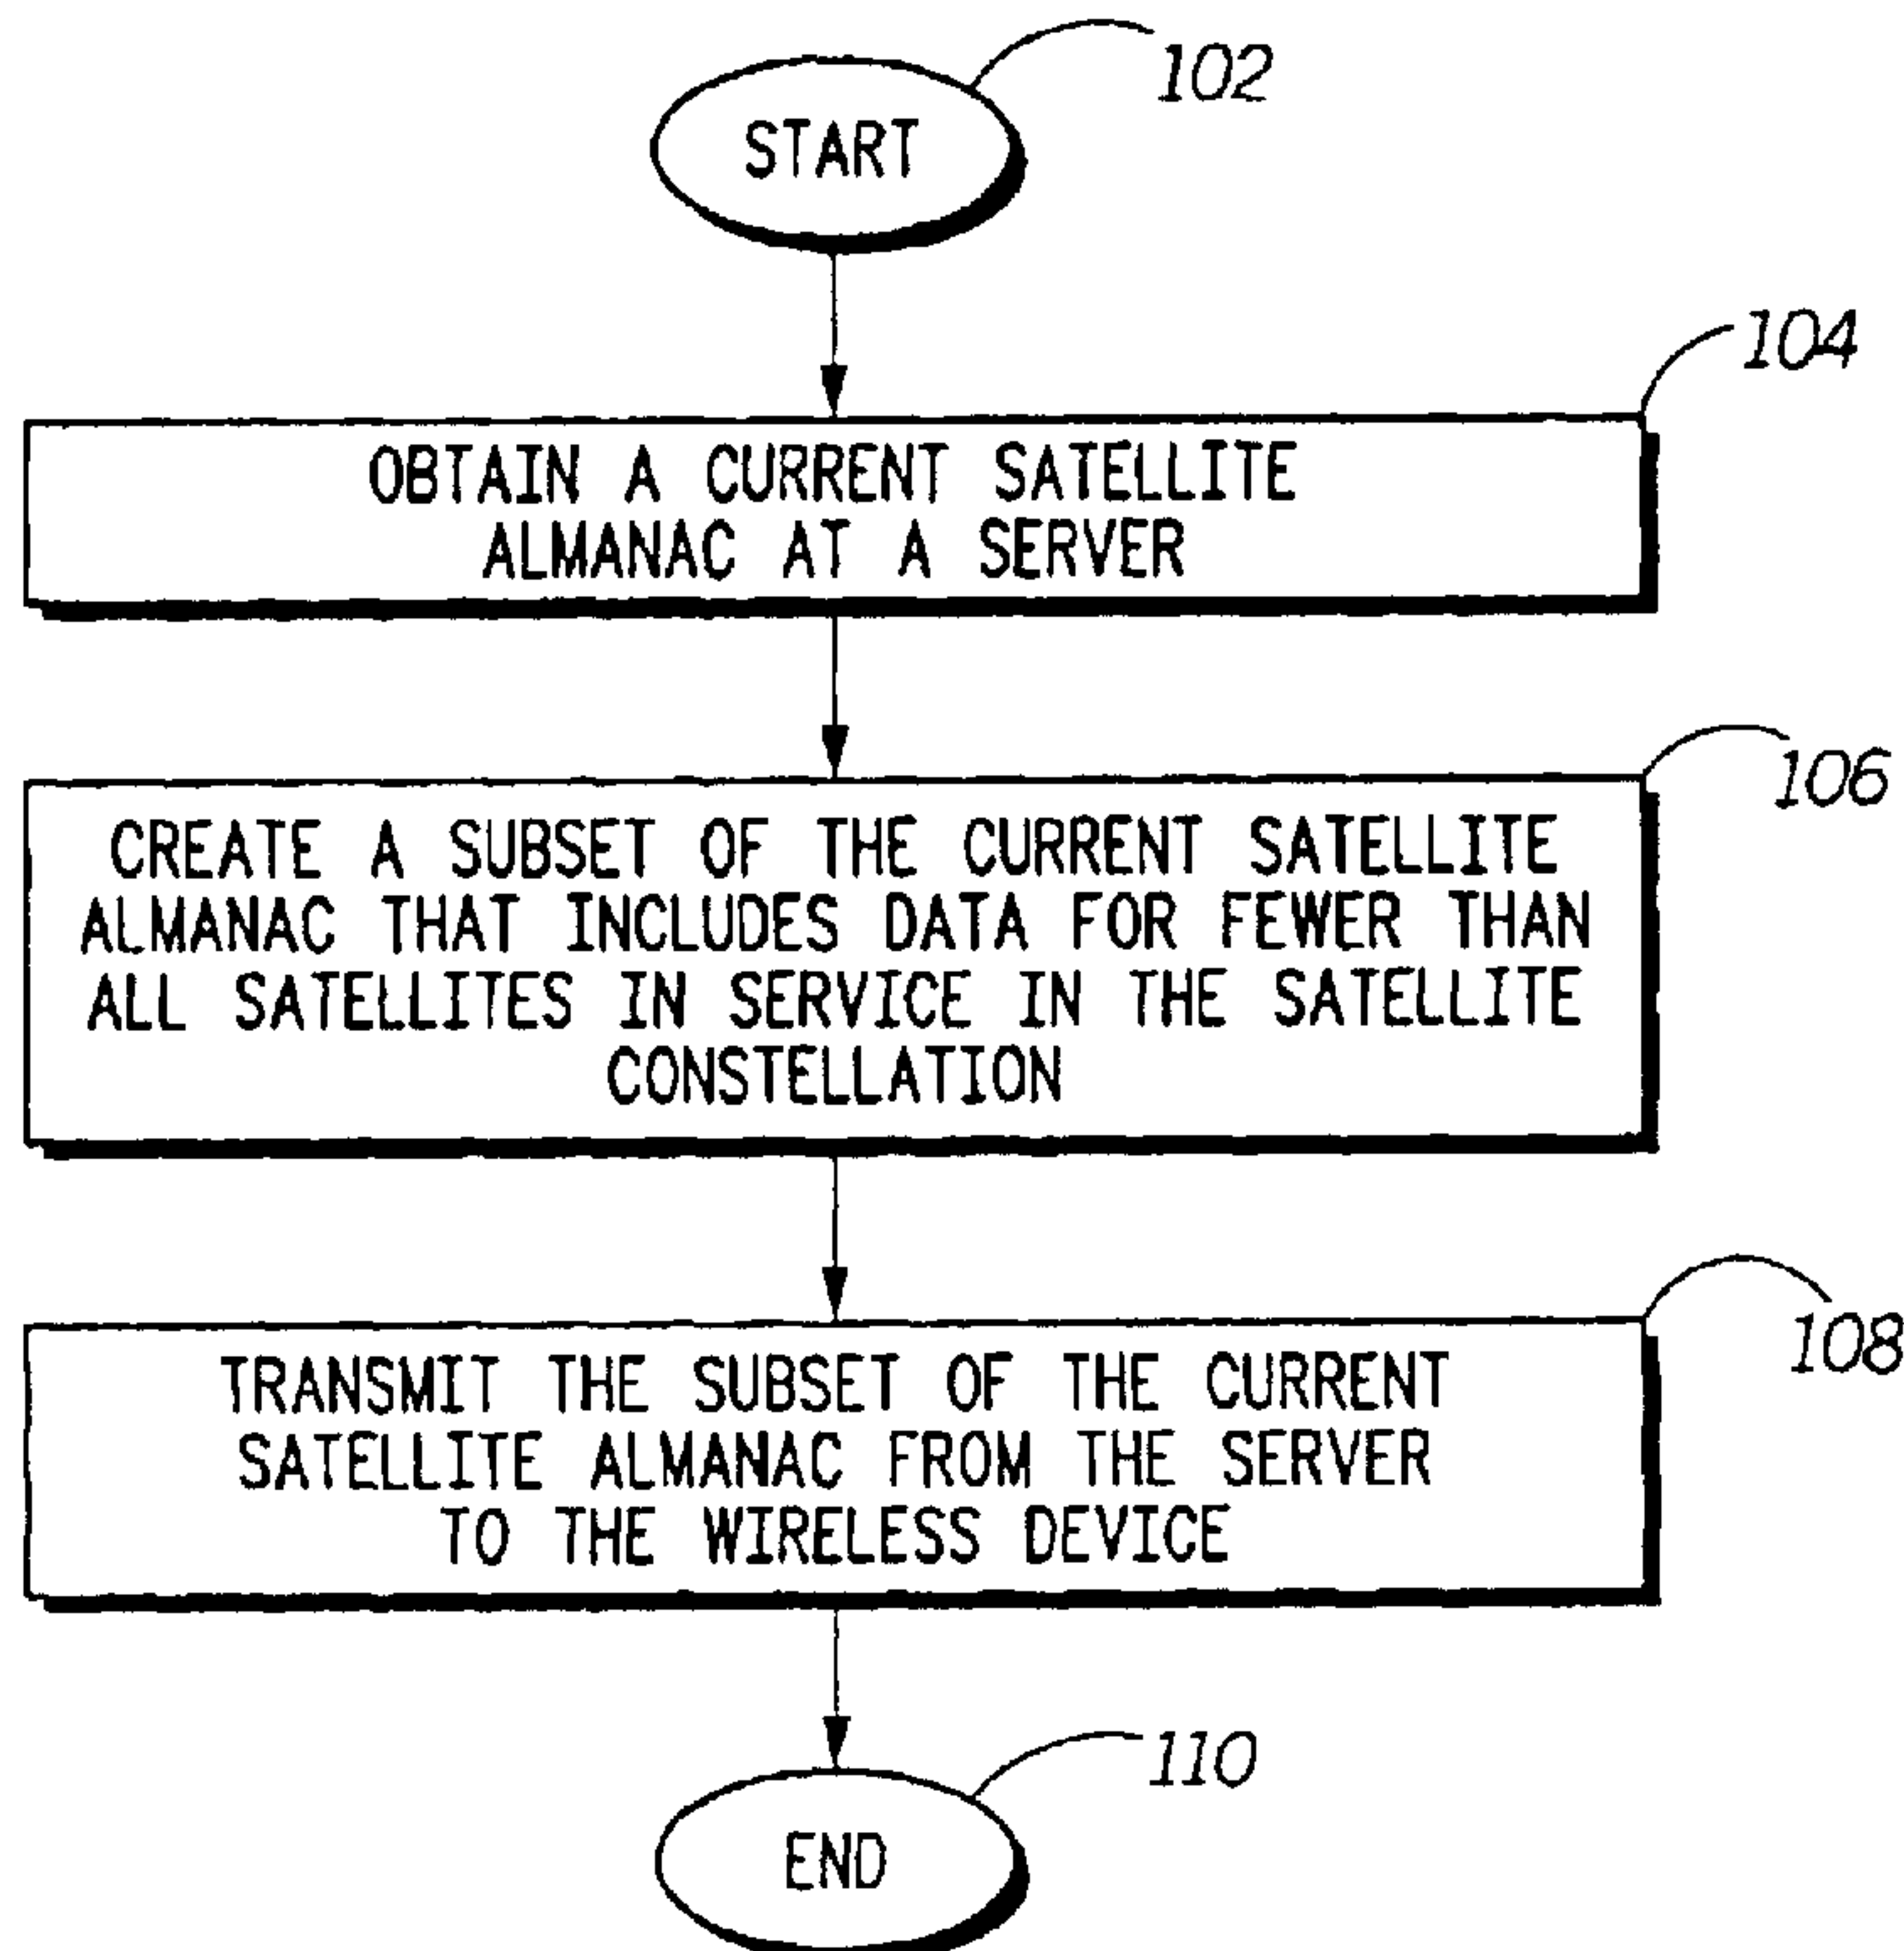 102
START
104
OBTAIN A CURRENT SATELLITE
ALMANAC AT A SERVER
106
CREATE A SUBSET OF THE CURRENT SATELLITE
ALMANAC THAT INCLUDES DATA FOR FEWER THAN
ALL SATELLITES IN SERVICE IN THE SATELLITE
CONSTELLATION
108
TRANSMIT THE SUBSET OF THE CURRENT
SATELLITE ALMANAC FROM THE SERVER
TO THE WIRELESS DEVICE
110
END